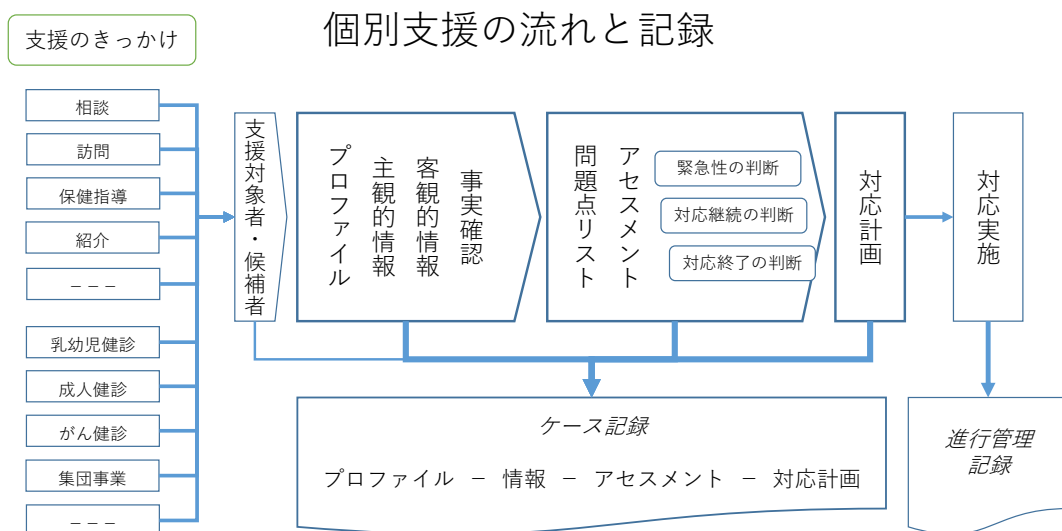 個別支援の流れと記録
支援のきっかけ
相談
訪問
保健指導
紹介
－－－
乳幼児健診
成人健診
がん健診
集団事業
－－－
支援対象者・候補者
プロファイル
主観的情報
客観的情報
事実確認
問題点リスト
アセスメント
緊急性の判断
対応継続の判断
対応終了の判断
対応計画
対応実施
ケース記録
プロファイル － 情報 － アセスメント － 対応計画
進行管理
記録